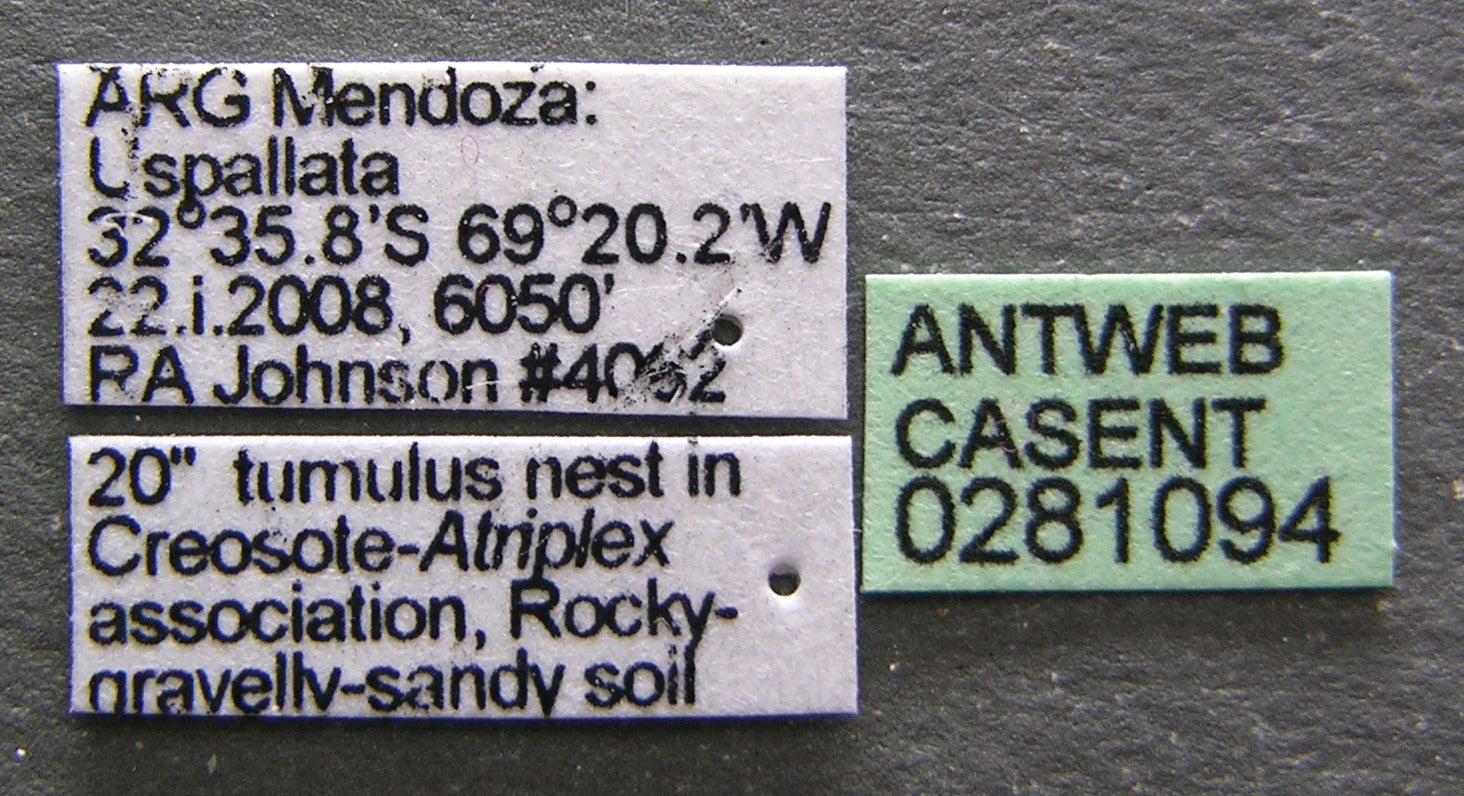 ARG Mendoza:
Uspallata
32°35.8'S 69°20.2'W
22.i.2008, 6050'
RA Johnson
20" tumulus nest in
Creosote-Atriplex
association, Rocky-
gravelly-sandy soil
ANTWEB
CASENT
0281094